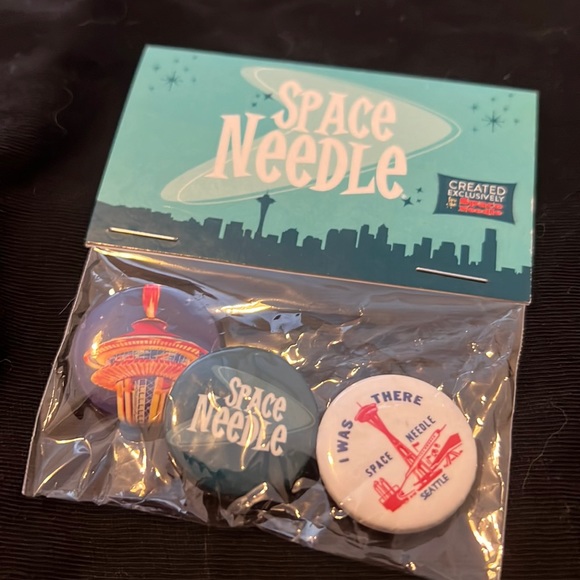 SPACE
NEEDLE
CREATED
EXCLUSIVELY
SPACE
NEEDLE
I WAS THERE
SPACE NEEDLE
SEATTLE